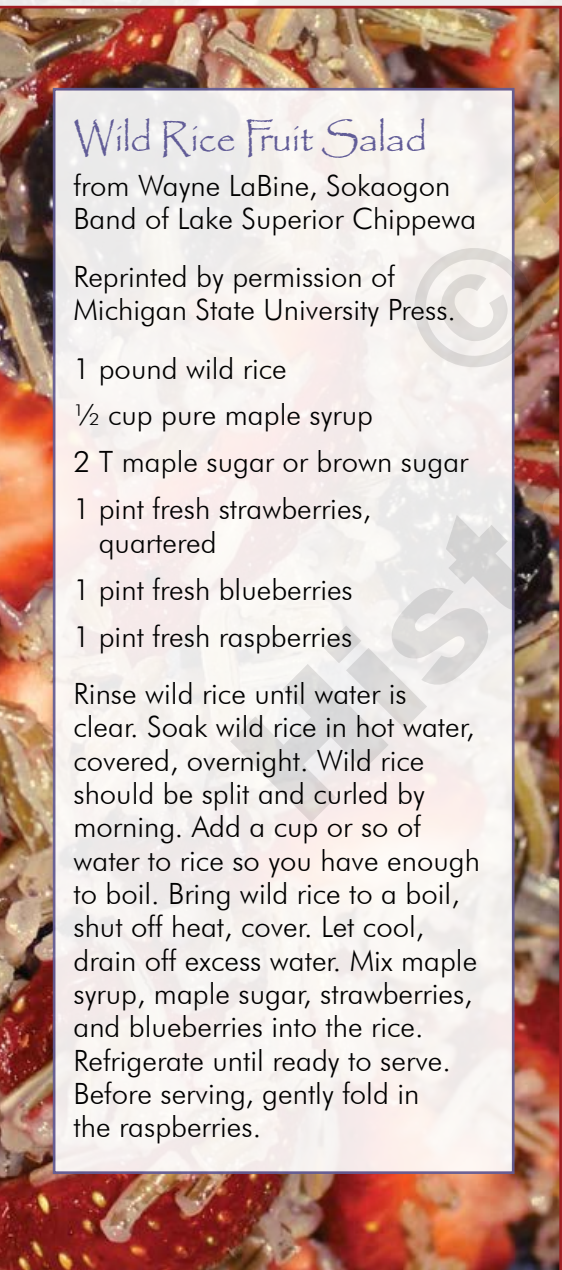 Wild Rice Fruit Salad
from Wayne LaBine, Sokaogon
Band of Lake Superior Chippewa
Reprinted by permission of
Michigan State University Press.
1 pound wild rice
½ cup pure maple syrup
2 T maple sugar or brown sugar
1 pint fresh strawberries,
quartered
1 pint fresh blueberries
1 pint fresh raspberries
Rinse wild rice until water is
clear. Soak wild rice in hot water,
covered, overnight. Wild rice
should be split and curled by
morning. Add a cup or so of
water to rice so you have enough
to boil. Bring wild rice to a boil,
shut off heat, cover. Let cool,
drain off excess water. Mix maple
syrup, maple sugar, strawberries,
and blueberries into the rice.
Refrigerate until ready to serve.
Before serving, gently fold in
the raspberries.
©
Hist